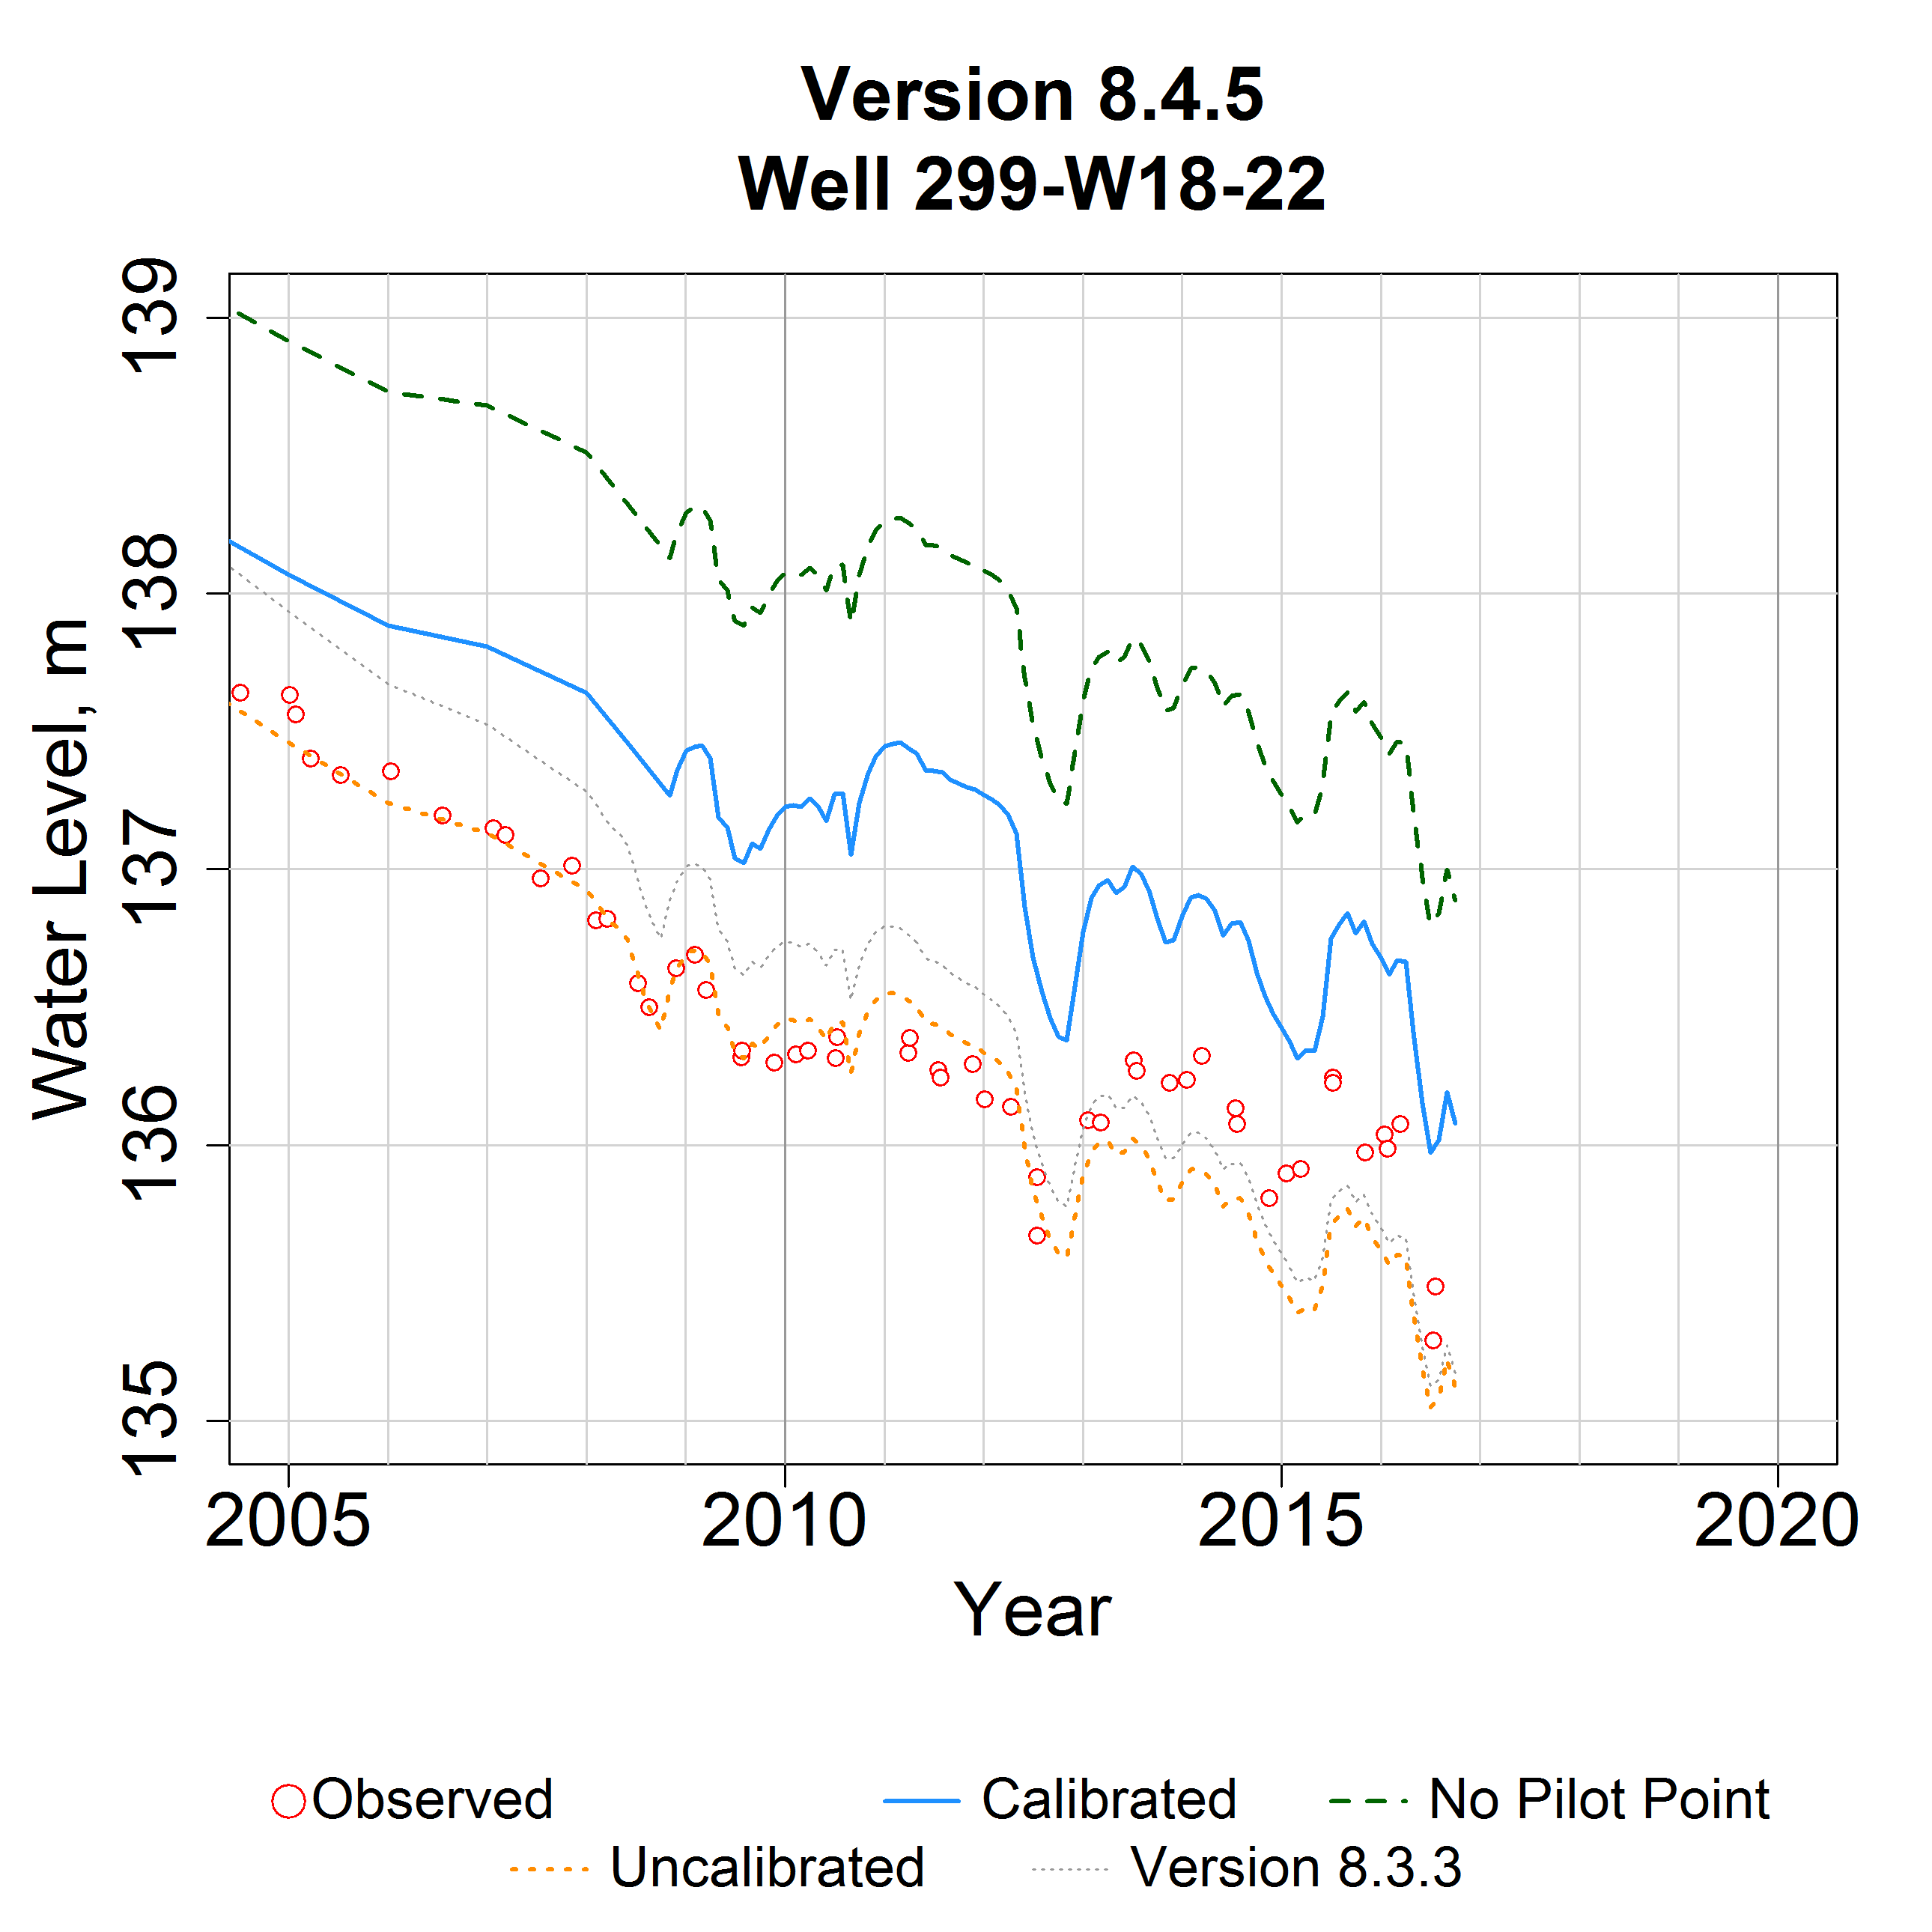 Version 8.4.5
Well 299-W18-22
Water Level, m
139
138
137
136
135
2005 2010 2015 2020
Year
Observed Calibrated No Pilot Point
Uncalibrated Version 8.3.3